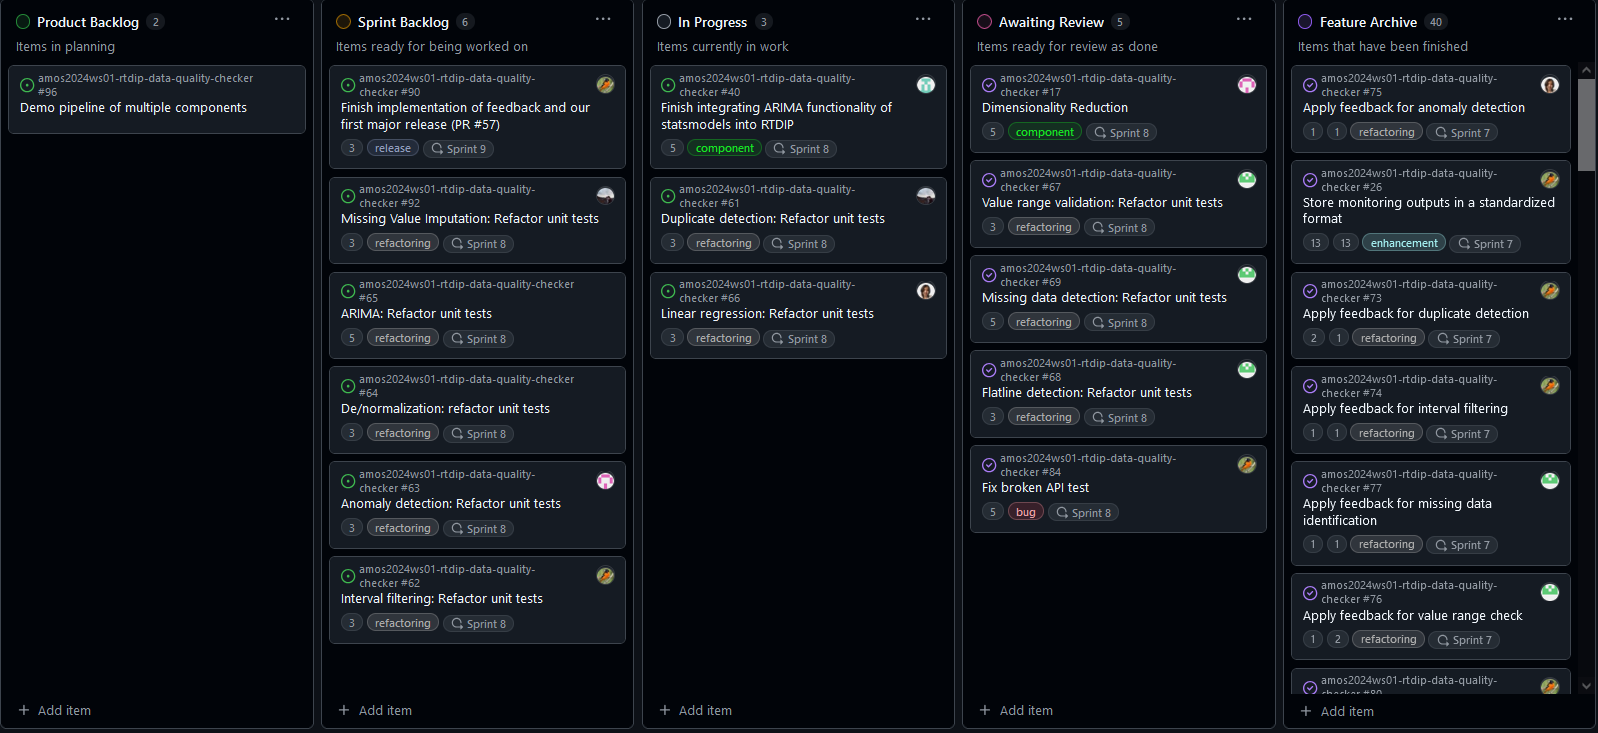 Product Backlog 2 ...
Items in planning
amos2024ws01-rtdip-data-quality-checker
#96
Demo pipeline of multiple components
+ Add item
Sprint Backlog 6 ...
Items ready for being worked on
amos2024ws01-rtdip-data-quality-
checker #90
Finish implementation of feedback and our
first major release (PR #57)
3 release Sprint 9
amos2024ws01-rtdip-data-quality-
checker #92
Missing Value Imputation: Refactor unit tests
3 refactoring Sprint 8
amos2024ws01-rtdip-data-quality-checker
#65
ARIMA: Refactor unit tests
5 refactoring Sprint 8
amos2024ws01-rtdip-data-quality-checker
#64
De/normalization: refactor unit tests
3 refactoring Sprint 8
amos2024ws01-rtdip-data-quality-
checker #63
Anomaly detection: Refactor unit tests
3 refactoring Sprint 8
amos2024ws01-rtdip-data-quality-
checker #62
Interval filtering: Refactor unit tests
3 refactoring Sprint 8
+ Add item
In Progress 3 ...
Items currently in work
amos2024ws01-rtdip-data-quality-
checker #40
Finish integrating ARIMA functionality of
statsmodels into RTDIP
5 component Sprint 8
amos2024ws01-rtdip-data-quality-
checker #61
Duplicate detection: Refactor unit tests
3 refactoring Sprint 8
amos2024ws01-rtdip-data-quality-
checker #66
Linear regression: Refactor unit tests
3 refactoring Sprint 8
+ Add item
Awaiting Review 5 ...
Items ready for review as done
amos2024ws01-rtdip-data-quality-
checker #17
Dimensionality Reduction
5 component Sprint 8
amos2024ws01-rtdip-data-quality-
checker #67
Value range validation: Refactor unit tests
3 refactoring Sprint 8
amos2024ws01-rtdip-data-quality-
checker #69
Missing data detection: Refactor unit tests
5 refactoring Sprint 8
amos2024ws01-rtdip-data-quality-
checker #68
Flatline detection: Refactor unit tests
3 refactoring Sprint 8
amos2024ws01-rtdip-data-quality-
checker #84
Fix broken API test
5 bug Sprint 8
+ Add item
Feature Archive 40 ...
Items that have been finished
amos2024ws01-rtdip-data-quality-
checker #75
Apply feedback for anomaly detection
1 1 refactoring Sprint 7
amos2024ws01-rtdip-data-quality-
checker #26
Store monitoring outputs in a standardized
format
13 13 enhancement Sprint 7
amos2024ws01-rtdip-data-quality-
checker #73
Apply feedback for duplicate detection
2 1 refactoring Sprint 7
amos2024ws01-rtdip-data-quality-
checker #74
Apply feedback for interval filtering
1 1 refactoring Sprint 7
amos2024ws01-rtdip-data-quality-
checker #77
Apply feedback for missing data
identification
1 1 refactoring Sprint 7
amos2024ws01-rtdip-data-quality-
checker #76
Apply feedback for value range check
1 2 refactoring Sprint 7
amos2024ws01-rtdip-data-quality-
checker
+ Add item